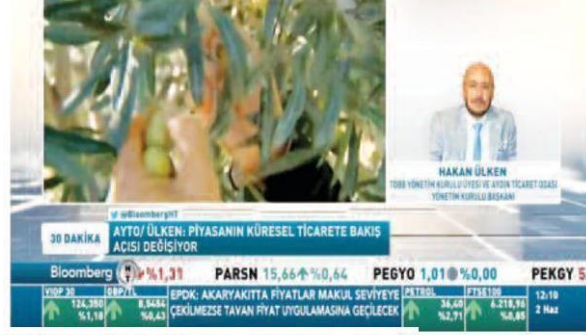 HAKAN ÜLKEN
TOBB YÖNETİM KURULU ÜYESİ VE AYDIN TİCARET ODASI
YÖNETİM KURULU BAŞKANI
@BloombergHT
30 DAKİKA
AYTO/ ÜLKEN: PİYASANIN KÜRESEL TİCARETE BAKIŞ
AÇISI DEĞİŞİYOR
Bloomberg %1,31 PARSN 15,66 %0,64 PEGYO 1,01 %0,00 PEKGY 5
VIOP 30 124,350 %1,18
GBP/TL 8,5454 %0,43
EPDK: AKARYAKITTA FİYATLAR MAKUL SEVİYEYE
ÇEKİLMEZSE TAVAN FİYAT UYGULAMASINA GEÇİLECEK
PETROL 36,40 %2,71
FTSE100 6.218,96 %0,85
12:10
2 Haz